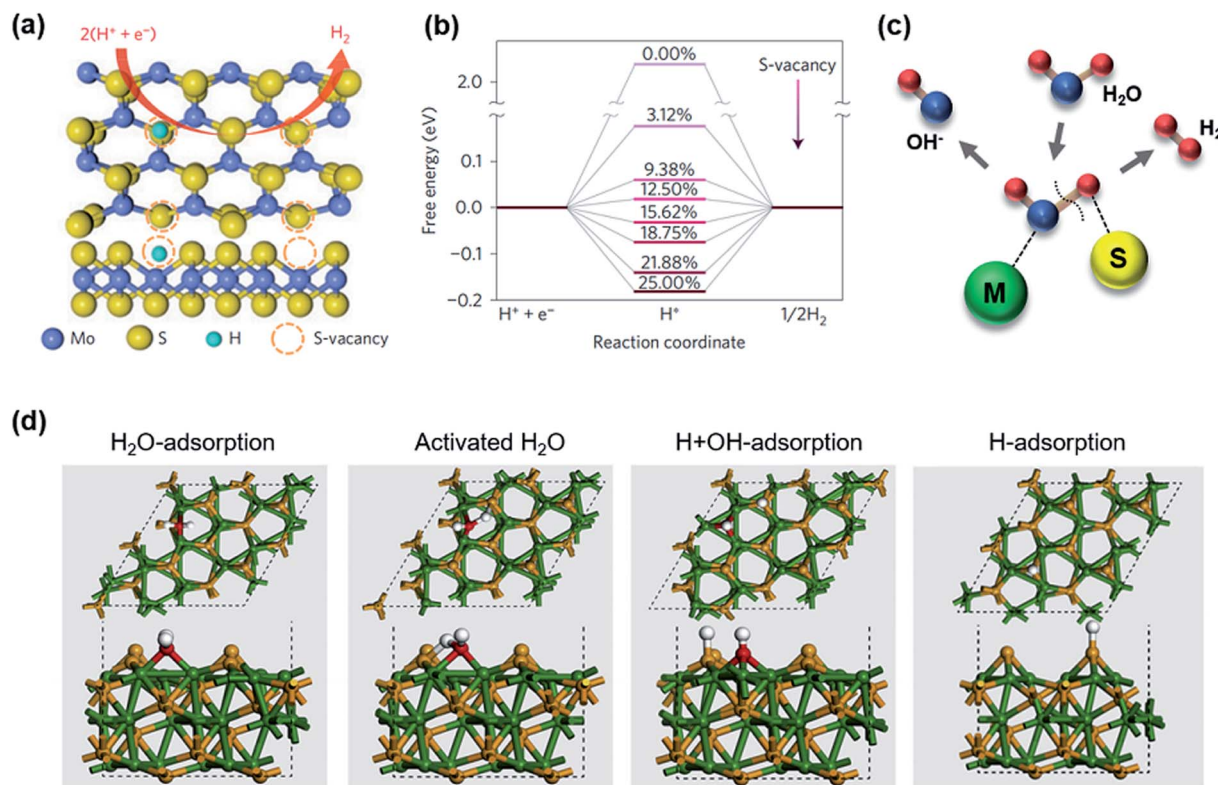 (a)
2(H⁺ + e⁻)
H₂
Mo
S
H
S-vacancy
(b)
Free energy (eV)
2.0
0.1
0.0
−0.1
−0.2
0.00%
3.12%
9.38%
12.50%
15.62%
18.75%
21.88%
25.00%
S-vacancy
H⁺ + e⁻
H*
1/2H₂
Reaction coordinate
(c)
H₂O
OH⁻
H₂
M
S
(d)
H₂O-adsorption
Activated H₂O
H+OH-adsorption
H-adsorption